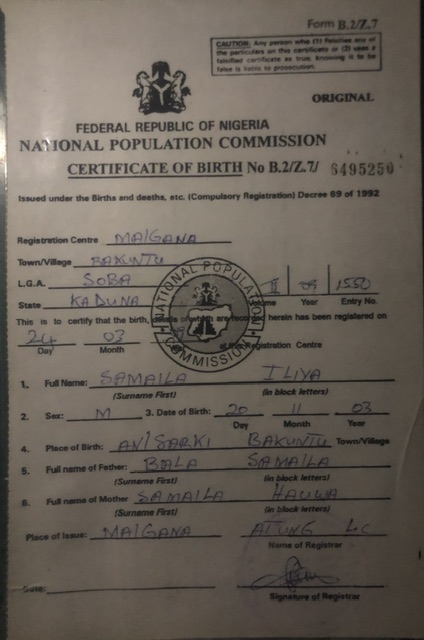 Form B.2/Z.7
CAUTION: Any person who (1) falsifies any of
the particulars on this certificate or (2) uses a
falsified certificate as true, knowing it to be
false is liable to prosecution.
ORIGINAL
FEDERAL REPUBLIC OF NIGERIA
NATIONAL POPULATION COMMISSION
CERTIFICATE OF BIRTH No B.2/Z.7/ 6495250
Issued under the Births and deaths, etc. (Compulsory Registration) Decree 69 of 1992
Registration Centre MAIGANA
Town/Village BAKUNTU
L.G.A. SOBA II 09 1550
State KADUNA Volume Year Entry No.
NATIONAL POPULATION COMMISSION
This is to certify that the birth, details of which are recorded herein has been registered on
24 03 09 at this Registration Centre
Day Month
1. Full Name: SAMAILA ILIYA
(Surname First) (in block letters)
2. Sex: M 3. Date of Birth: 20 11 03
Day Month Year
4. Place of Birth: AN/SARKI BAKUNTU Town/Village
5. Full name of Father: BALA SAMAILA
(Surname First) (in block letters)
6. Full name of Mother SAMAILA HAUWA
(Surname First) (in block letters)
Place of Issue: MAIGANA ATUNG L.C
Name of Registrar
Date:
Signature of Registrar